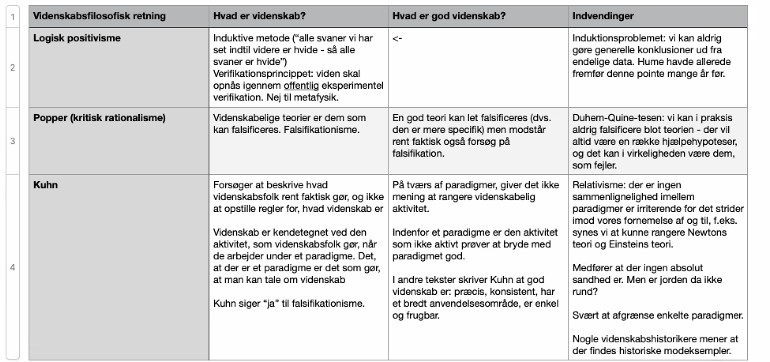 1
Videnskabsfilosofisk retning
Hvad er videnskab?
Hvad er god videnskab?
Indvendinger
2
Logisk positivisme
Induktive metode ("alle svaner vi har
set indtil videre er hvide - så alle
svaner er hvide")
Verifikationsprincippet: viden skal
opnås igennem offentlig eksperimentel
verifikation. Nej til metafysik.
<-
Induktionsproblemet: vi kan aldrig
gøre generelle konklusioner ud fra
endelige data. Hume havde allerede
fremført denne pointe mange år før.
3
Popper (kritisk rationalisme)
Videnskabelige teorier er dem som
kan falsificeres. Falsifikationisme.
En god teori kan let falsificeres (dvs.
den er mere specifik) men modstår
rent faktisk også forsøg på
falsifikation.
Duhem-Quine-tesen: vi kan i praksis
aldrig falsificere blot teorien - der vil
altid være en række hjælpehypoteser,
og det kan i virkeligheden være dem,
som fejler.
4
Kuhn
Forsøger at beskrive hvad
videnskabsfolk rent faktisk gør, og ikke
at opstille regler for, hvad videnskab er
Videnskab er kendetegnet ved den
aktivitet, som videnskabsfolk gør, når
de arbejder under et paradigme. Det,
at der er et paradigme er det som gør,
at man kan tale om videnskab
Kuhn siger "ja" til falsifikationisme.
På tværs af paradigmer, giver det ikke
mening at rangere videnskabelig
aktivitet.
Indenfor et paradigme er den aktivitet
som ikke aktivt prøver at bryde med
paradigmet god.
I andre tekster skriver Kuhn at god
videnskab er: præcis, konsistent, har
et bredt anvendelsesområde, er enkel
og frugbar.
Relativisme: der er ingen
sammenlignelighed imellem
paradigmer er irriterende for det strider
imod vores fornemelse af og til, f.eks.
synes vi at kunne rangere Newtons
teori og Einsteins teori.
Medfører at der ingen absolut
sandhed er. Men er jorden da ikke
rund?
Svært at afgrænse enkelte paradigmer.
Nogle videnskabshistorikere mener at
der findes historiske modeksempler.